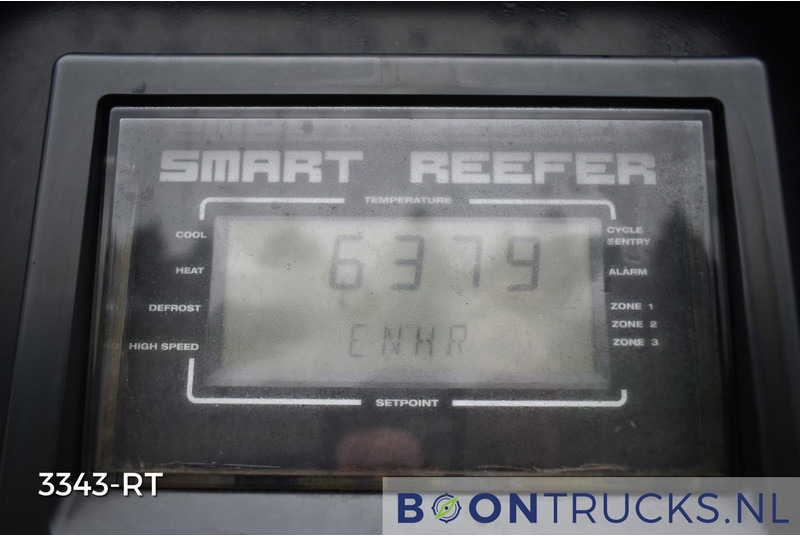 SMART REEFER
TEMPERATURE
COOL
HEAT
DEFROST
HIGH SPEED
6379
ENHR
CYCLE
SENTRY
ALARM
ZONE 1
ZONE 2
ZONE 3
SETPOINT
3343-RT
BOONTRUCKS.NL